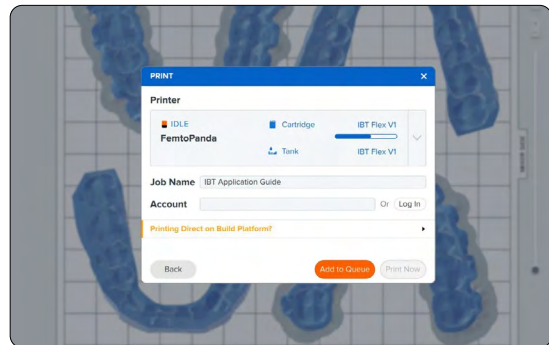 PRINT
Printer
IDLE
FemtoPanda
Cartridge IBT Flex V1
Tank IBT Flex V1
Job Name IBT Application Guide
Account Or Log In
Printing Direct on Build Platform?
Back Add to Queue Print Now